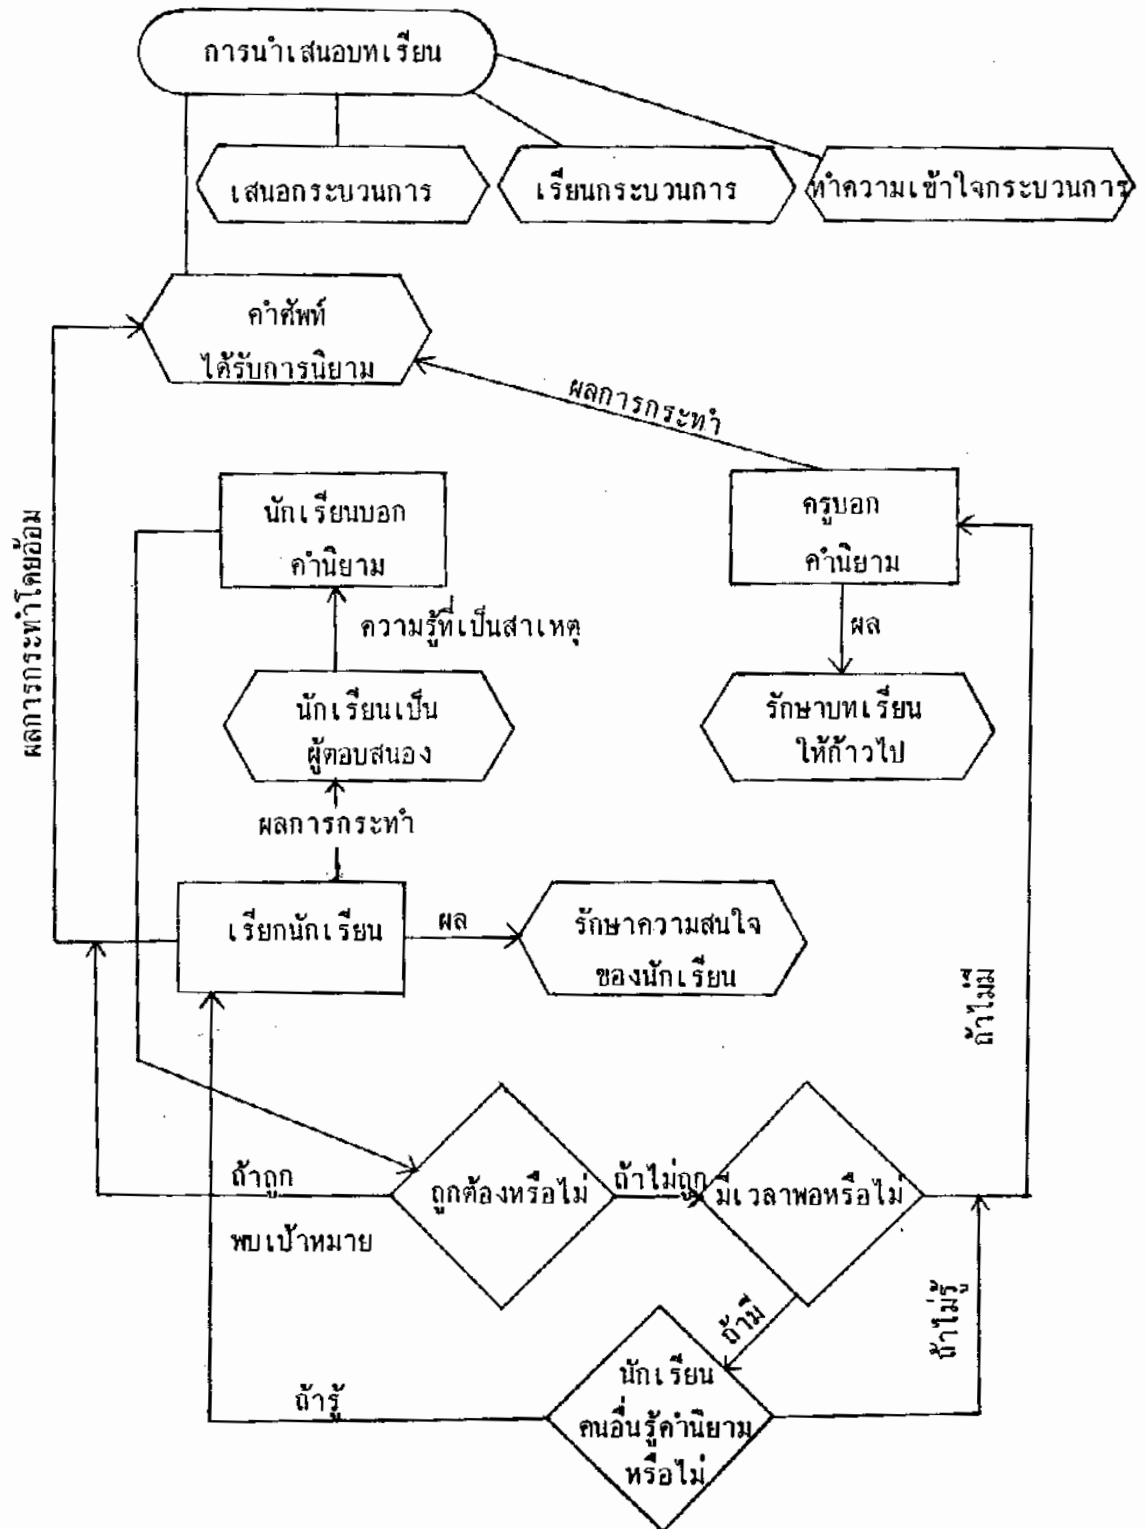 การนำเสนอบทเรียน
เสนอกระบวนการ
เรียนกระบวนการ
ทำความเข้าใจกระบวนการ
คำศัพท์
ได้รับการนิยาม
ผลการกระทำ
ผลการกระทำโดยอ้อม
นักเรียนบอก
คำนิยาม
ครูบอก
คำนิยาม
ความรู้ที่เป็นสาเหตุ
ผล
นักเรียนเป็น
ผู้ตอบสนอง
รักษาบทเรียน
ให้ก้าวไป
ผลการกระทำ
เรียกนักเรียน
ผล
รักษาความสนใจ
ของนักเรียน
ถ้าไม่มี
ถ้าถูก
ถูกต้องหรือไม่
ถ้าไม่ถูก
มีเวลาพอหรือไม่
พบเป้าหมาย
ถ้ามี
ถ้าไม่รู้
ถ้ารู้
นักเรียน
คนอื่นรู้คำนิยาม
หรือไม่